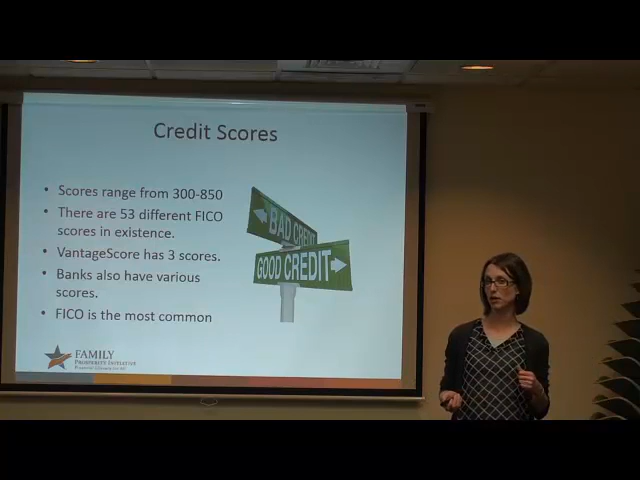 Credit Scores
• Scores range from 300-850
• There are 53 different FICO
scores in existence.
• VantageScore has 3 scores.
• Banks also have various
scores.
• FICO is the most common
BAD CREDIT
GOOD CREDIT
FAMILY
PROSPERITY INITIATIVE